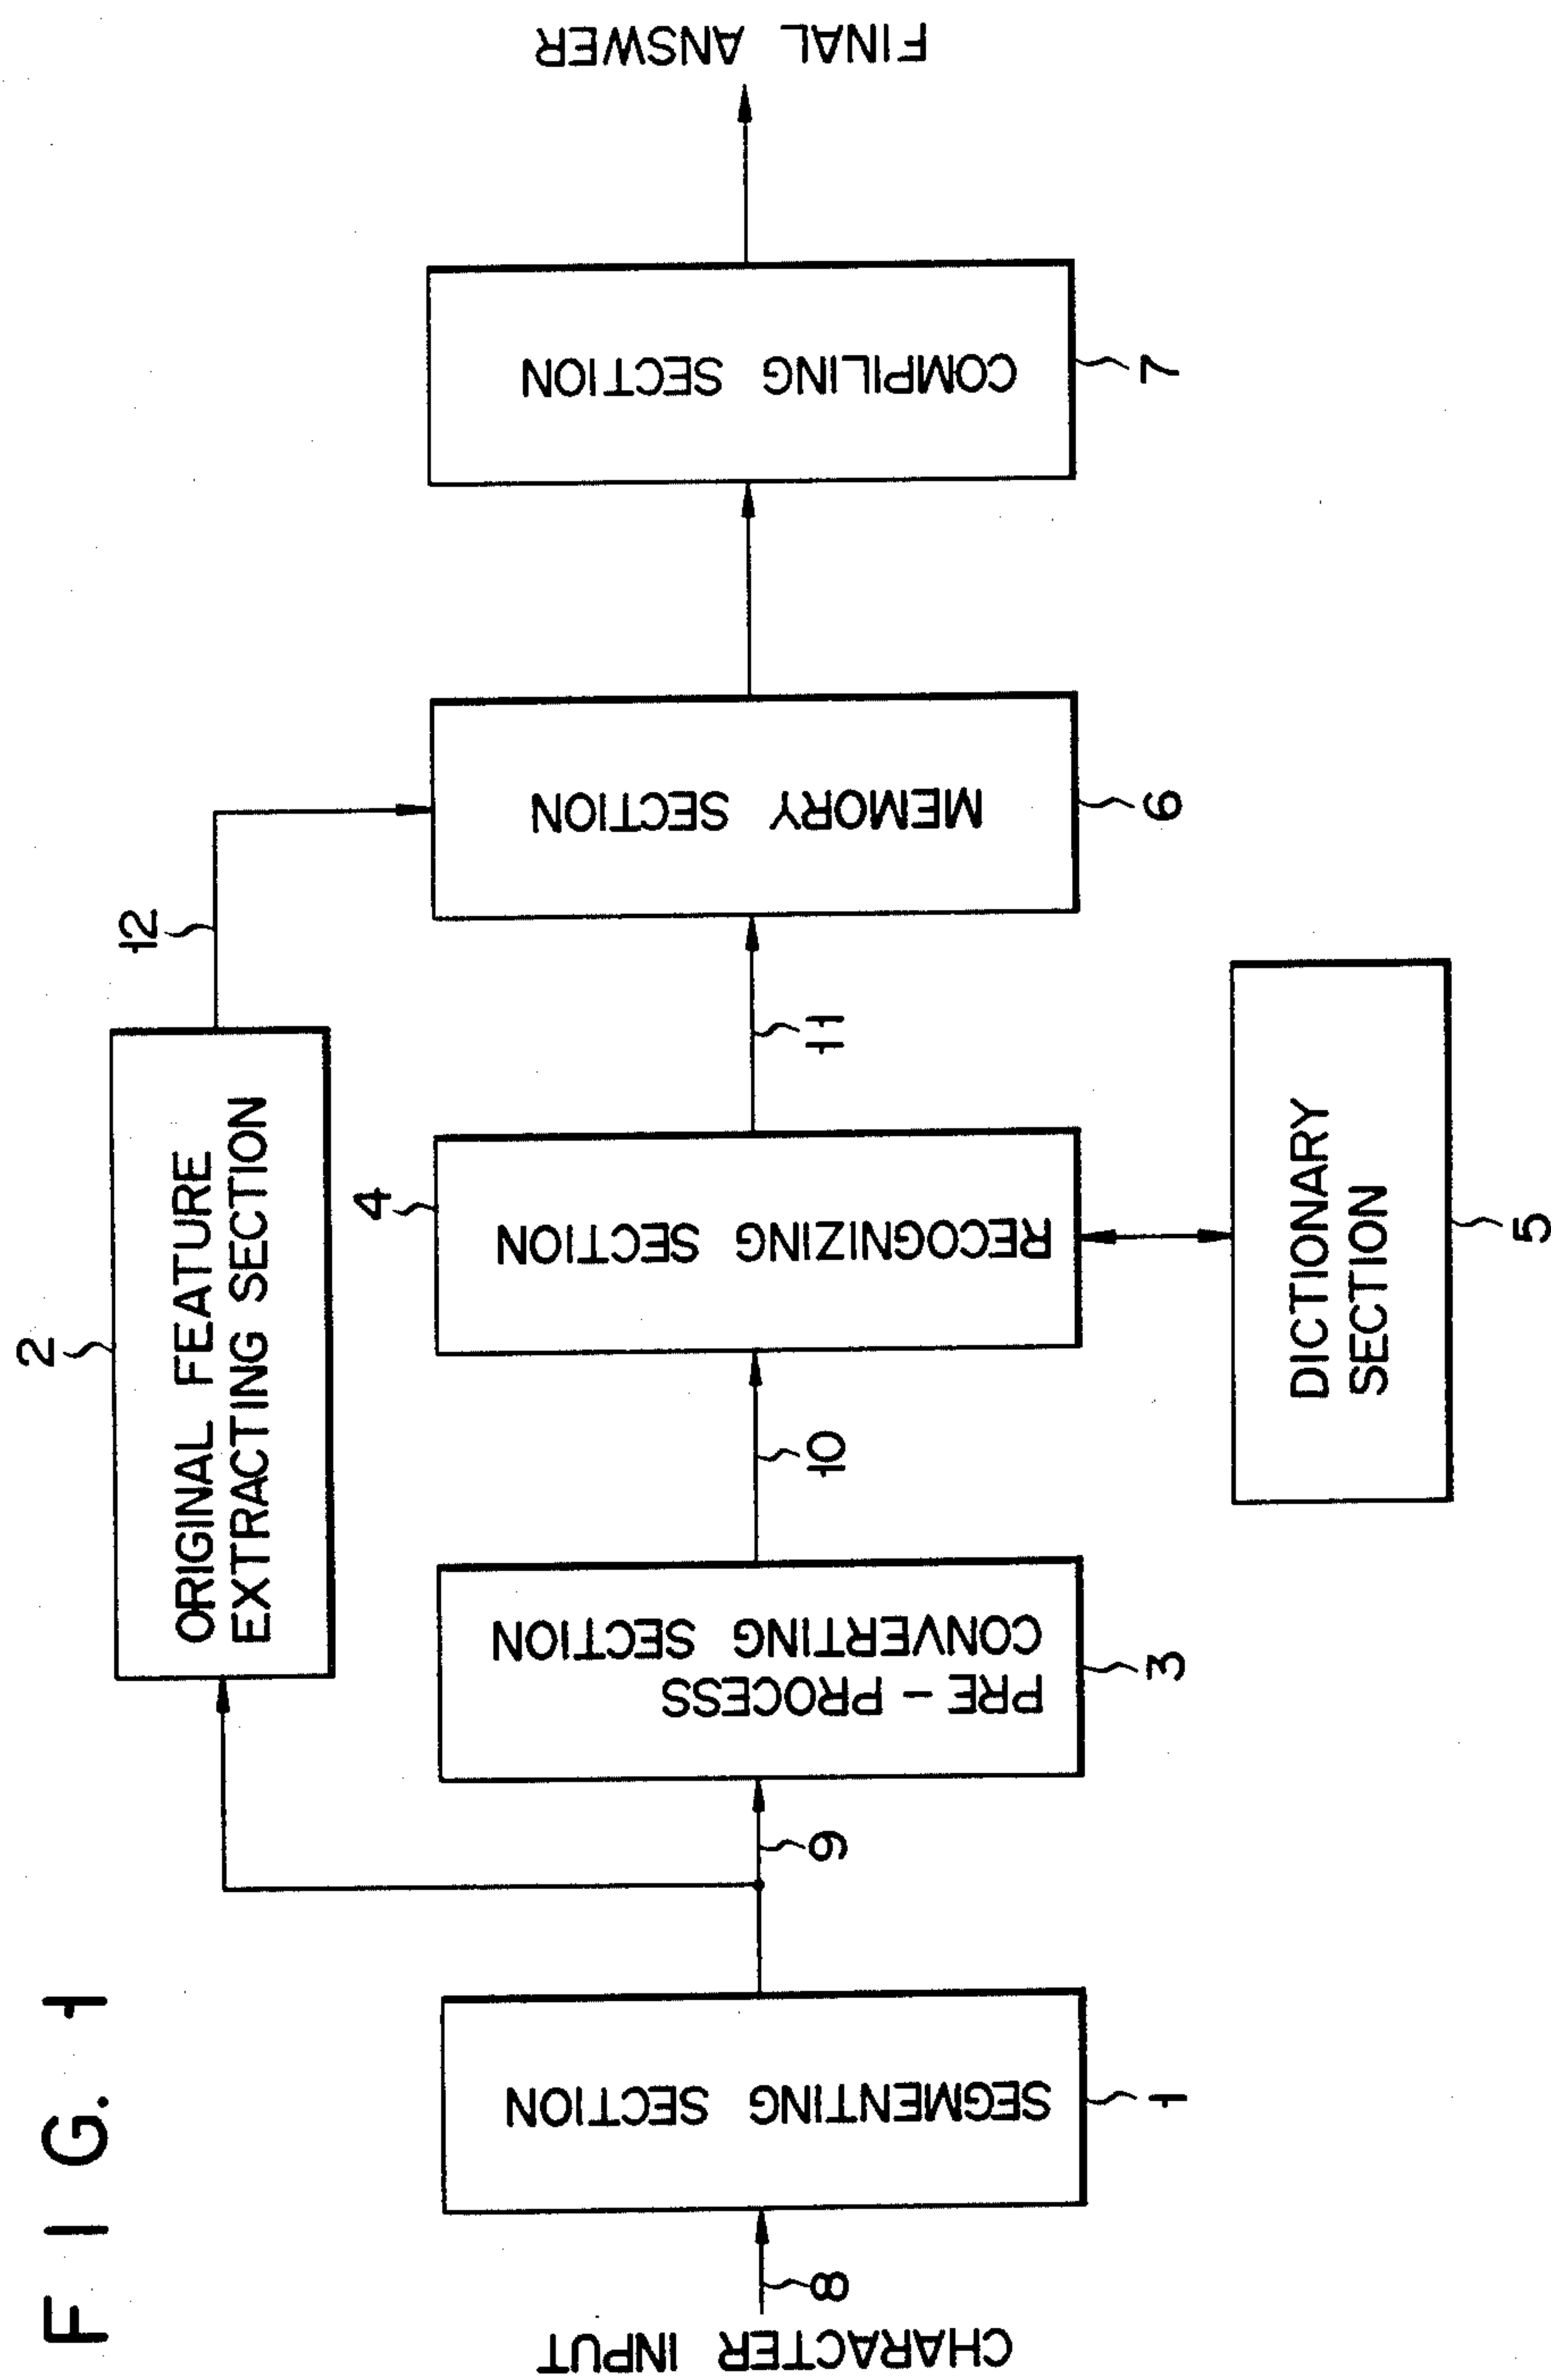 FIG. 1
CHARACTER INPUT
8
SEGMENTING SECTION
1
9
2
ORIGINAL FEATURE
EXTRACTING SECTION
12
PRE-PROCESS
CONVERTING SECTION
3
10
4
RECOGNIZING SECTION
11
DICTIONARY
SECTION
5
MEMORY SECTION
6
COMPILING SECTION
7
FINAL ANSWER